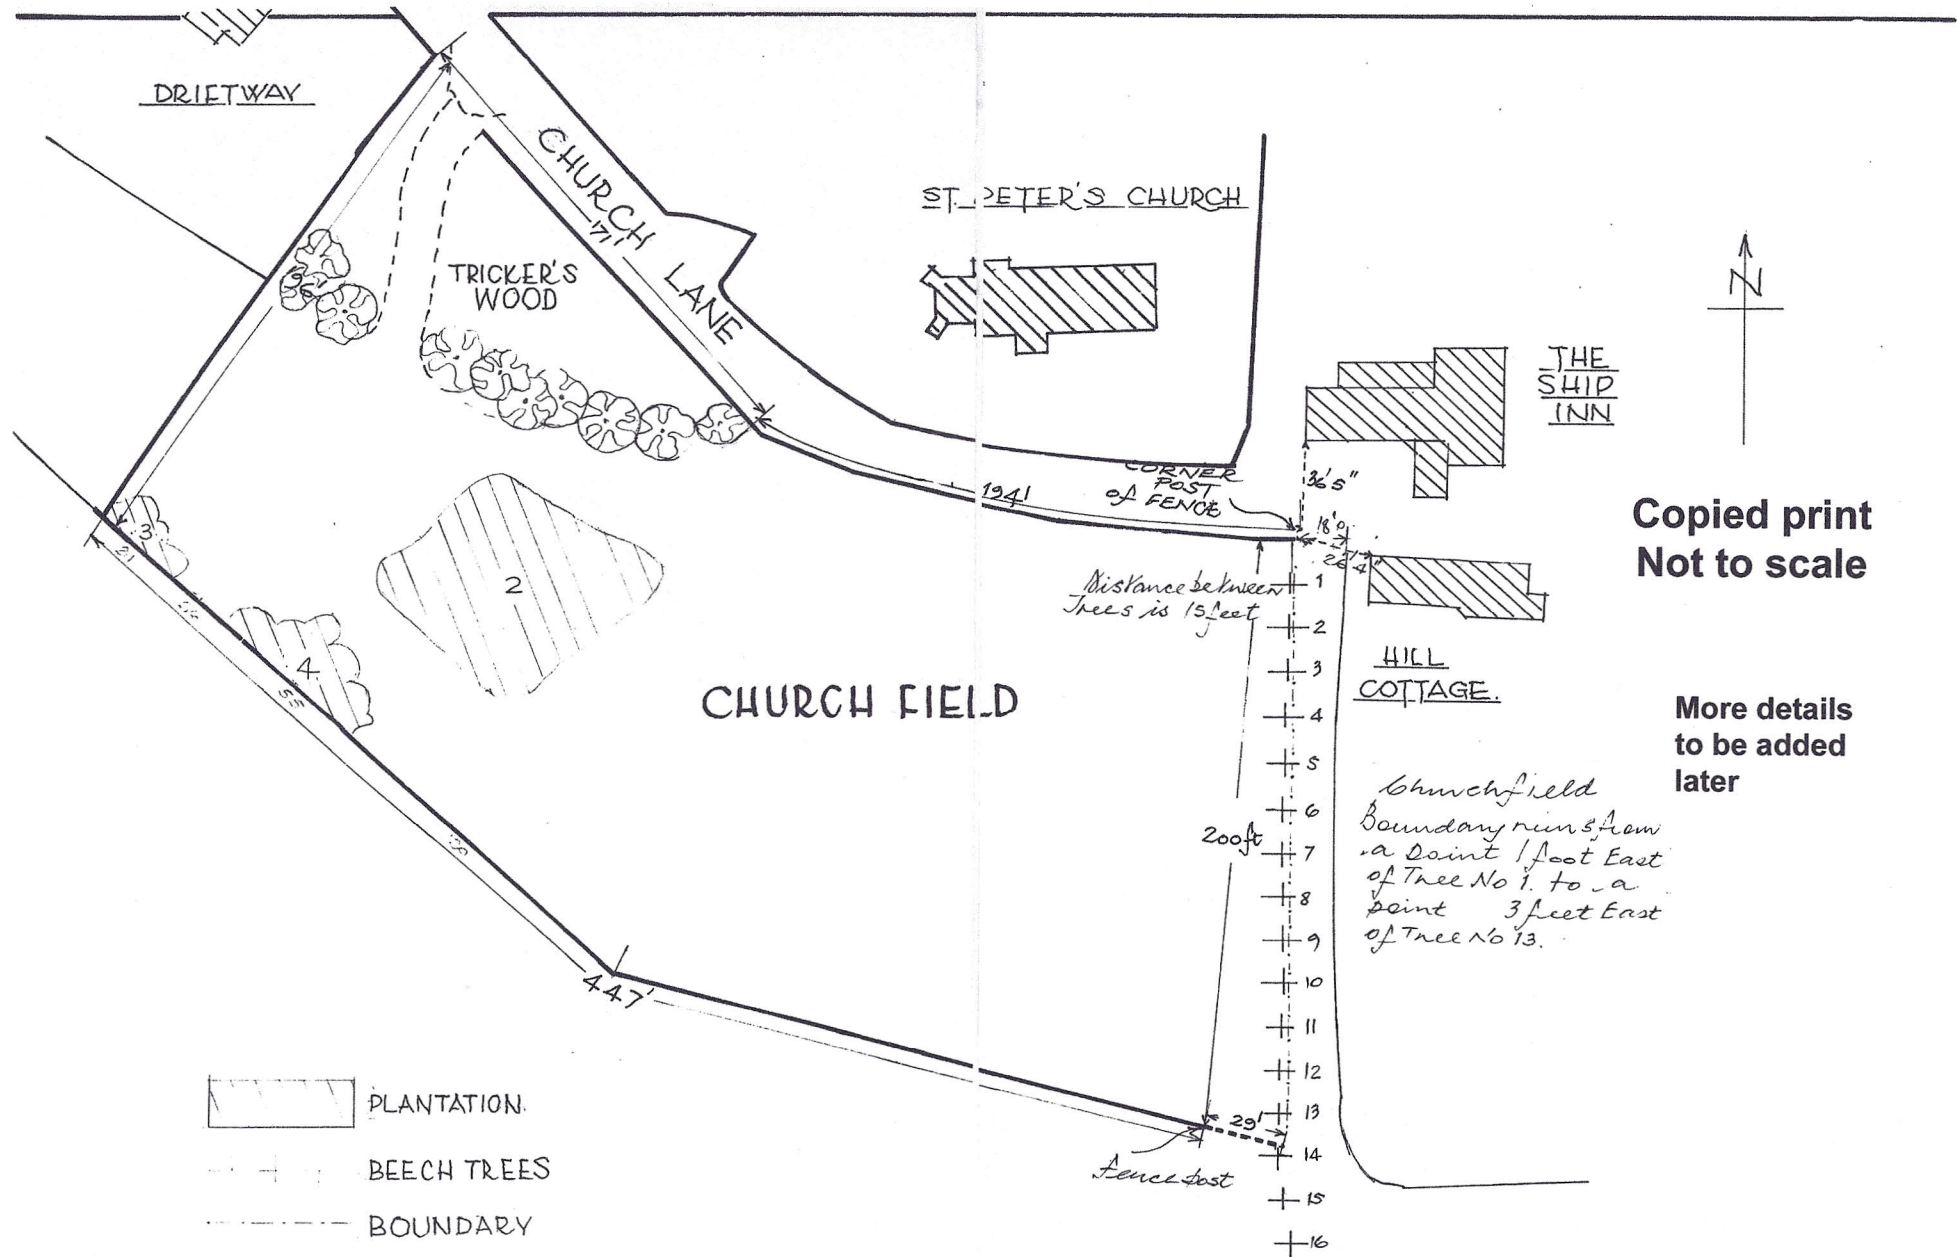 DRIFTWAY
CHURCH LANE
171'
ST. PETER'S CHURCH
N
TRICKER'S
WOOD
THE
SHIP
INN
CORNER
POST
of FENCE
36'5"
194'
18'0
26'4"
Copied print
Not to scale
3
21
2
Distance between
Trees is 15 feet
1
2
3
4
5
6
7
8
9
10
11
12
13
14
15
16
HILL
COTTAGE.
4
55
CHURCH FIELD
More details
to be added
later
200ft
Churchfield
Boundary runs from
a point 1 foot East
of Tree No 1. to a
point 3 feet East
of Tree No 13.
447'
29'
fence post
PLANTATION.
BEECH TREES
BOUNDARY